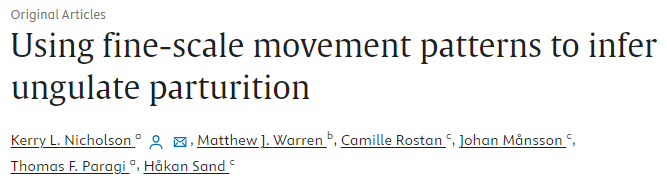 Original Articles
Using fine-scale movement patterns to infer
ungulate parturition
Kerry L. Nicholson a, Matthew J. Warren b, Camille Rostan c, Johan Månsson c,
Thomas F. Paragi a, Håkan Sand c